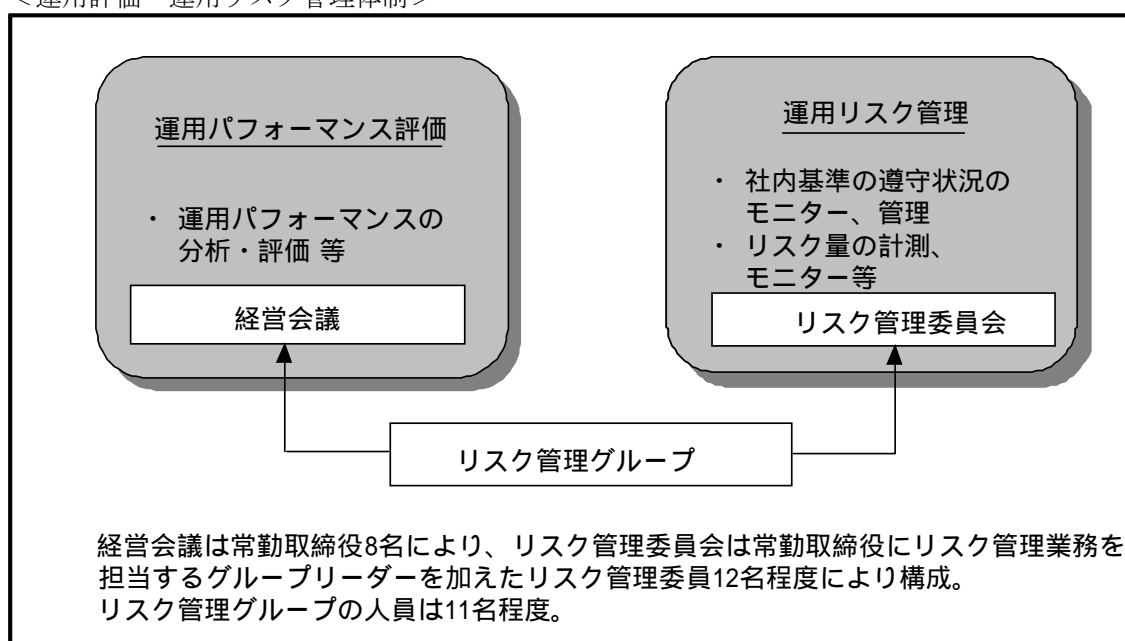 運用パフォーマンス評価
・ 運用パフォーマンスの
分析・評価 等
経営会議
運用リスク管理
・ 社内基準の遵守状況の
モニター、管理
・ リスク量の計測、
モニター等
リスク管理委員会
リスク管理グループ
経営会議は常勤取締役8名により、リスク管理委員会は常勤取締役にリスク管理業務を
担当するグループリーダーを加えたリスク管理委員12名程度により構成。
リスク管理グループの人員は11名程度。